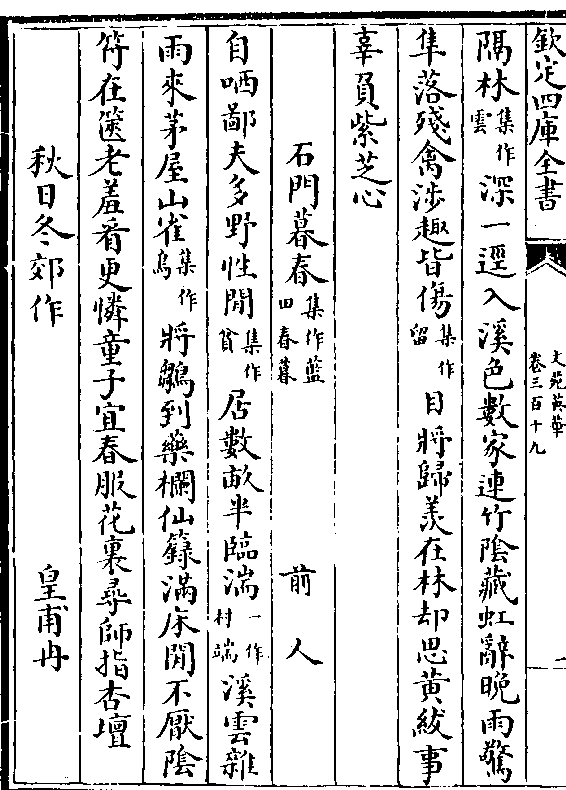 欽定四庫全書
文苑英華
卷三百十九
隔林集作雲深一逕入溪色數家連竹陰藏虹辭晚雨驚
隼落殘禽涉趣皆傷集作留目將歸羡在林却思黄紱事
辜負紫芝心
石門暮春集作藍田春暮　前人
自哂鄙夫多野性閒集作貧居數畝半臨湍一作村端溪雲雜
雨來茅屋山雀集作鳥將鶵到藥欄仙籙滿床閒不厭陰
符在篋老羞看更憐童子宜春服花裏尋師指杏壇
秋日冬郊作　皇甫冉